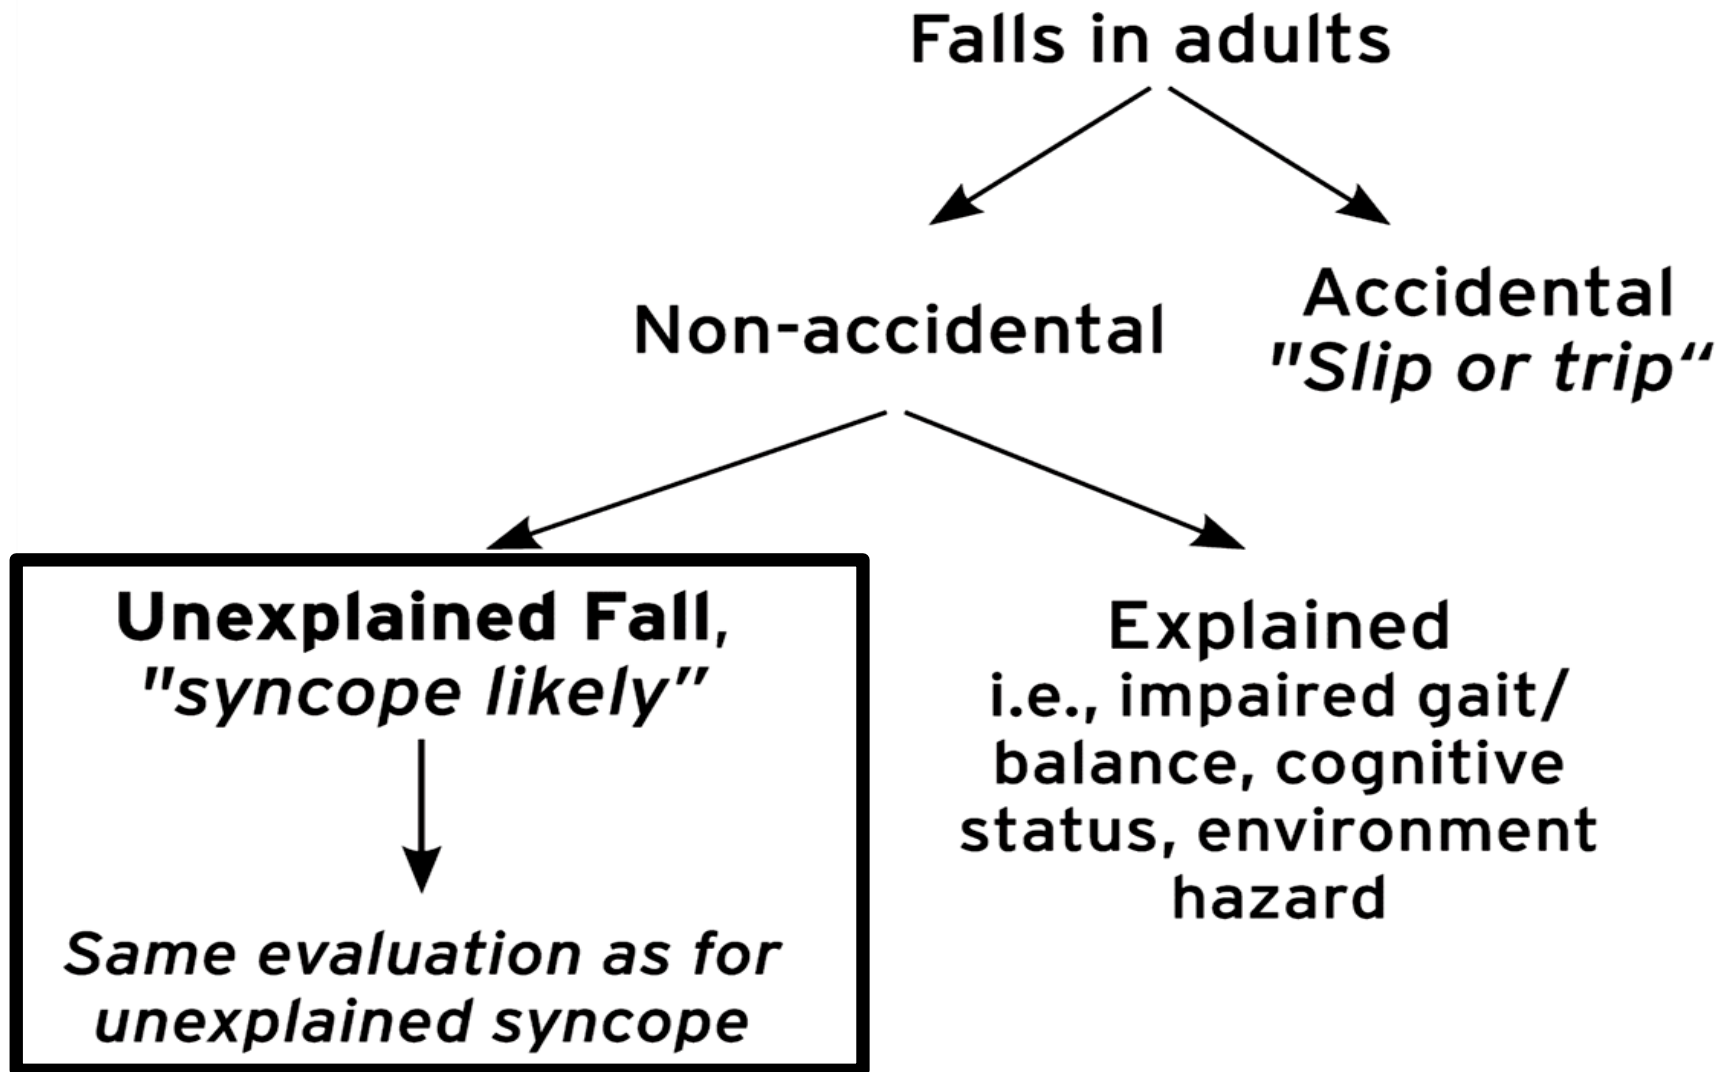 Falls in adults
Non-accidental
Accidental
"Slip or trip“
Unexplained Fall,
"syncope likely”
Same evaluation as for
unexplained syncope
Explained
i.e., impaired gait/
balance, cognitive
status, environment
hazard